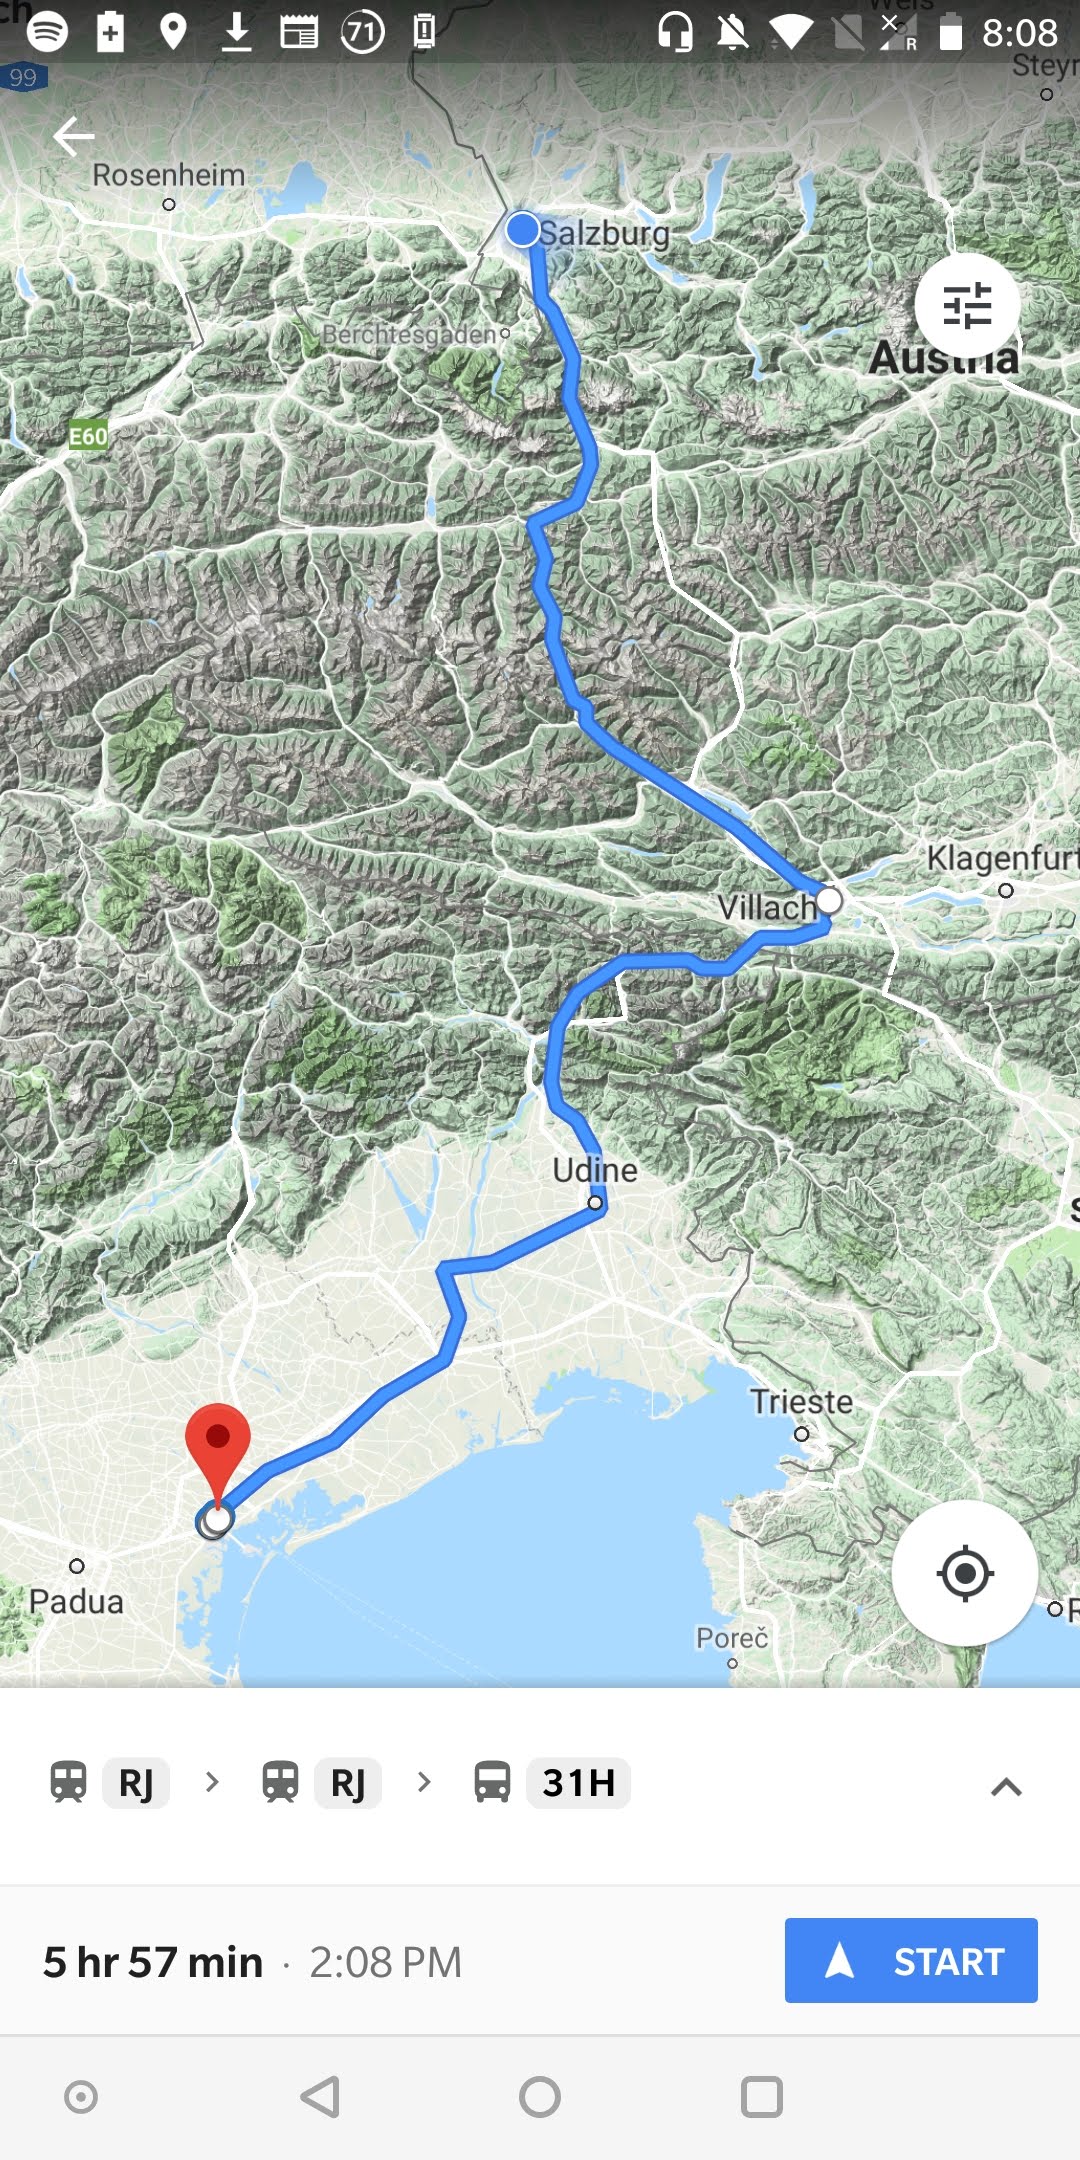 71
8:08
Steyr
99
Rosenheim
Salzburg
Berchtesgaden
Austria
E60
Klagenfurt
Villach
Udine
Trieste
Padua
Poreč
RJ
RJ
31H
5 hr 57 min · 2:08 PM
START